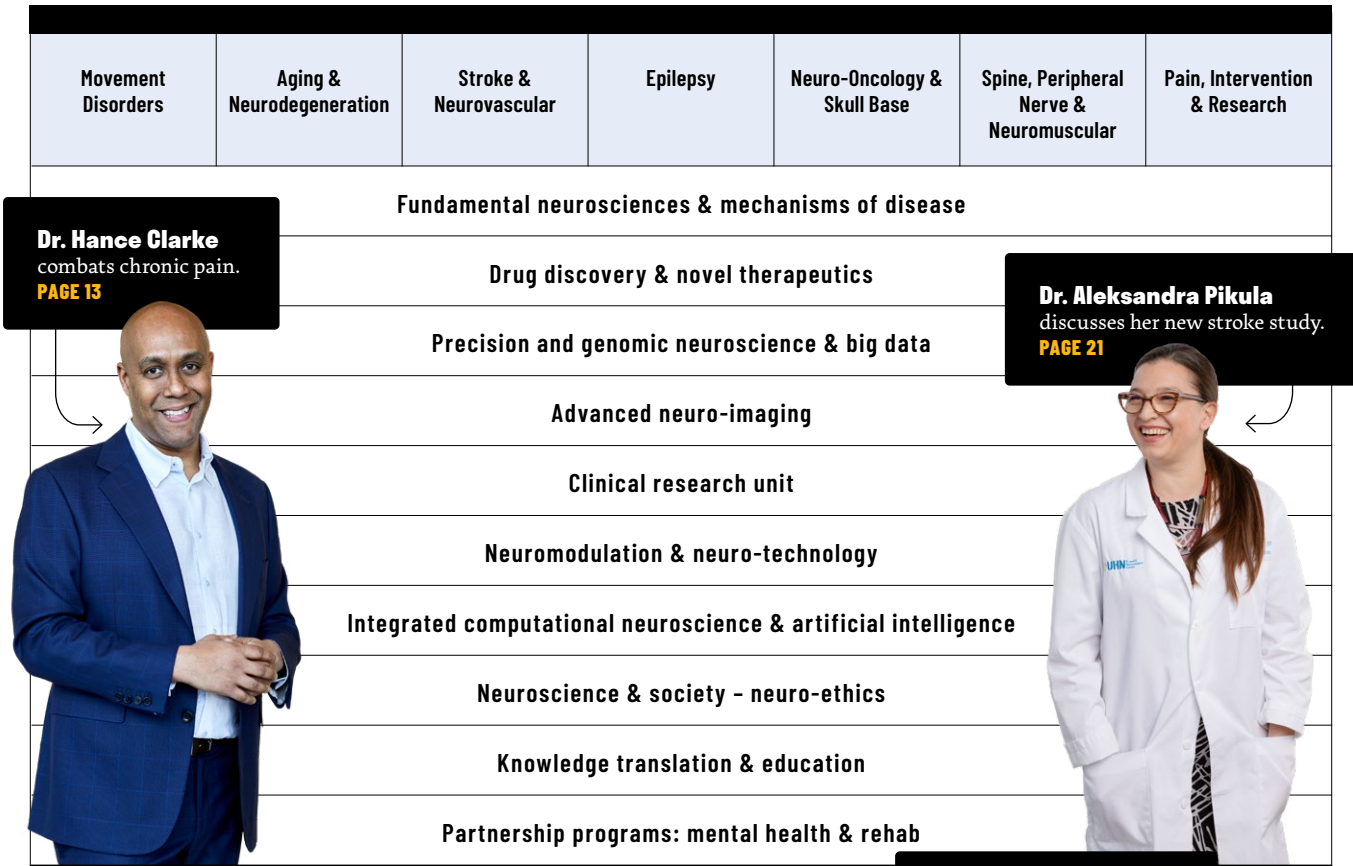 Movement
Disorders
Aging &
Neurodegeneration
Stroke &
Neurovascular
Epilepsy
Neuro-Oncology &
Skull Base
Spine, Peripheral
Nerve &
Neuromuscular
Pain, Intervention
& Research
Fundamental neurosciences & mechanisms of disease
Dr. Hance Clarke
combats chronic pain.
PAGE 13
Drug discovery & novel therapeutics
Dr. Aleksandra Pikula
discusses her new stroke study.
PAGE 21
Precision and genomic neuroscience & big data
Advanced neuro-imaging
Clinical research unit
Neuromodulation & neuro-technology
UHN
Integrated computational neuroscience & artificial intelligence
Neuroscience & society – neuro-ethics
Knowledge translation & education
Partnership programs: mental health & rehab